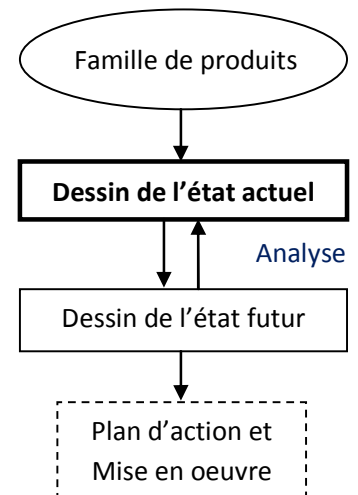 Famille de produits
Dessin de l’état actuel
Analyse
Dessin de l’état futur
Plan d’action et
Mise en oeuvre